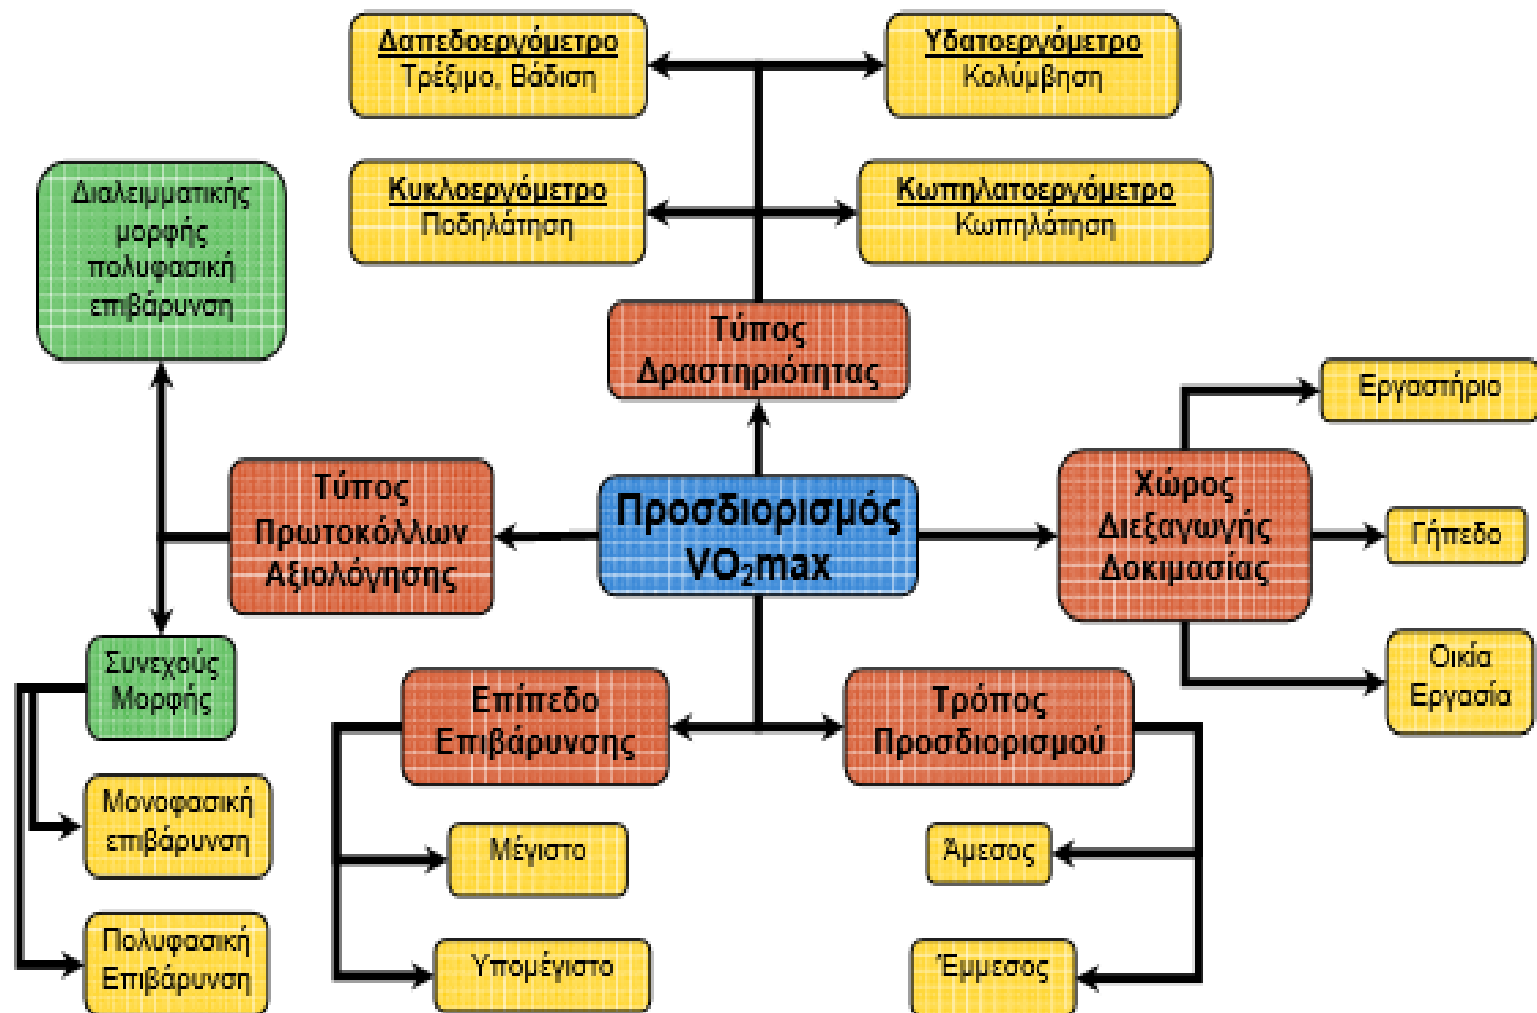 Δαπεδοεργόμετρο
Τρέξιμο, Βάδιση
Υδατοεργόμετρο
Κολύμβηση
Κυκλοεργόμετρο
Ποδηλάτηση
Κωπηλατοεργόμετρο
Κωπηλάτηση
Διαλειμματικής
μορφής
πολυφασική
επιβάρυνση
Τύπος
Δραστηριότητας
Εργαστήριο
Τύπος
Πρωτοκόλλων
Αξιολόγησης
Προσδιορισμός
VO₂max
Χώρος
Διεξαγωγής
Δοκιμασίας
Γήπεδο
Οικία
Εργασία
Συνεχούς
Μορφής
Επίπεδο
Επιβάρυνσης
Τρόπος
Προσδιορισμού
Μονοφασική
επιβάρυνση
Μέγιστο
Άμεσος
Πολυφασική
Επιβάρυνση
Υπομέγιστο
Έμμεσος